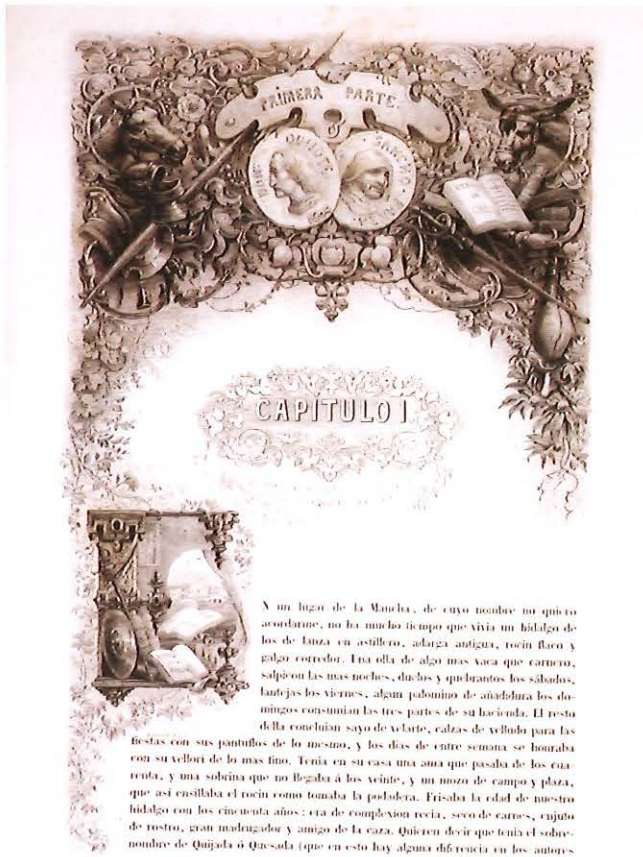 PRIMERA PARTE.
CAPITULO I
N un lugar de la Mancha, de cuyo nombre no quiero
acordarme, no ha mucho tiempo que vivia un hidalgo de
los de lanza en astillero, adarga antigua, rocin flaco y
galgo corredor. Una olla de algo mas vaca que carnero,
salpicon las mas noches, duelos y quebrantos los sábados,
lantejas los viernes, algun palomino de añadidura los do-
mingos consumian las tres partes de su hacienda. El resto
della concluian sayo de velarte, calzas de velludo para las
fiestas con sus pantuflos de lo mesmo, y los dias de entre semana se honraba
con su vellori de lo mas fino. Tenia en su casa una ama que pasaba de los cua-
renta, y una sobrina que no llegaba á los veinte, y un mozo de campo y plaza,
que así ensillaba el rocin como tomaba la podadera. Frisaba la edad de nuestro
hidalgo con los cincuenta años: era de complexion recia, seco de carnes, enjuto
de rostro, gran madrugador y amigo de la caza. Quieren decir que tenia el sobre-
nombre de Quijada ó Quesada (que en esto hay alguna diferencia en los autores